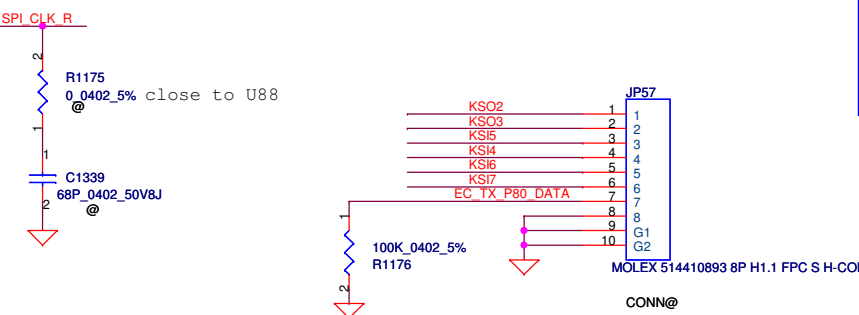 SPI_CLK_R
2
R1175
0_0402_5% close to U88
@
1
1
C1339
68P_0402_50V8J
2
@
JP57
KSO2 1 1
KSO3 2 2
KSI5 3 3
KSI4 4 4
KSI6 5 5
KSI7 6 6
EC_TX_P80_DATA 7 7
8 8
9 G1
10 G2
1
100K_0402_5%
R1176
2
MOLEX 514410893 8P H1.1 FPC S H-CO
CONN@